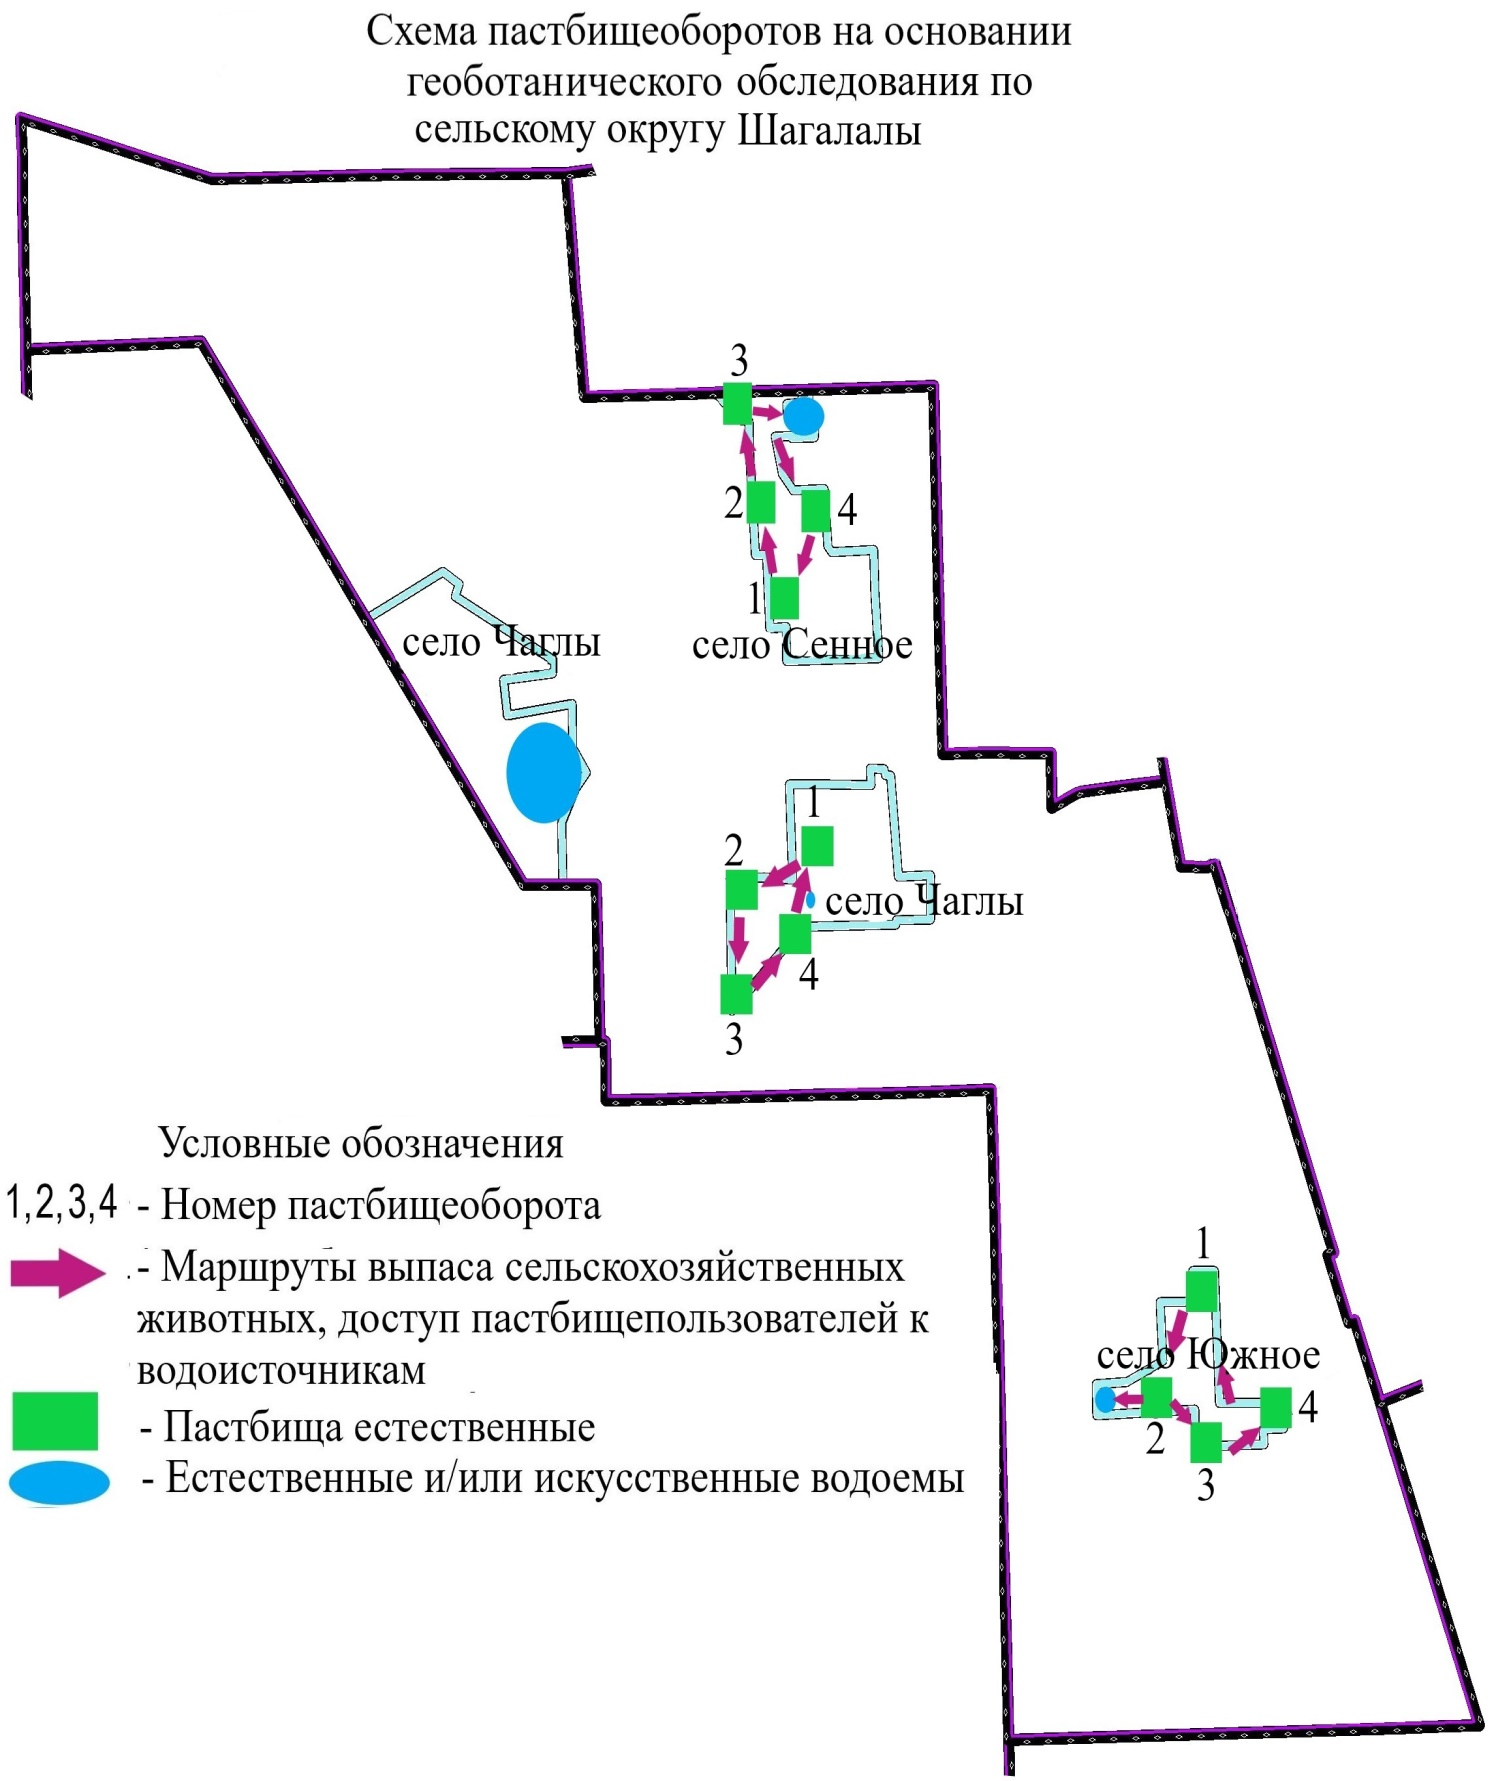 Схема пастбищеоборотов на основании
геоботанического обследования по
сельскому округу Шагалалы
3
2
4
1
село Чаглы
село Сенное
1
2
село Чаглы
4
3
Условные обозначения
1,2,3,4 - Номер пастбищеоборота
- Маршруты выпаса сельскохозяйственных
животных, доступ пастбищепользователей к
водоисточникам
- Пастбища естественные
- Естественные и/или искусственные водоемы
1
село Южное
4
2
3